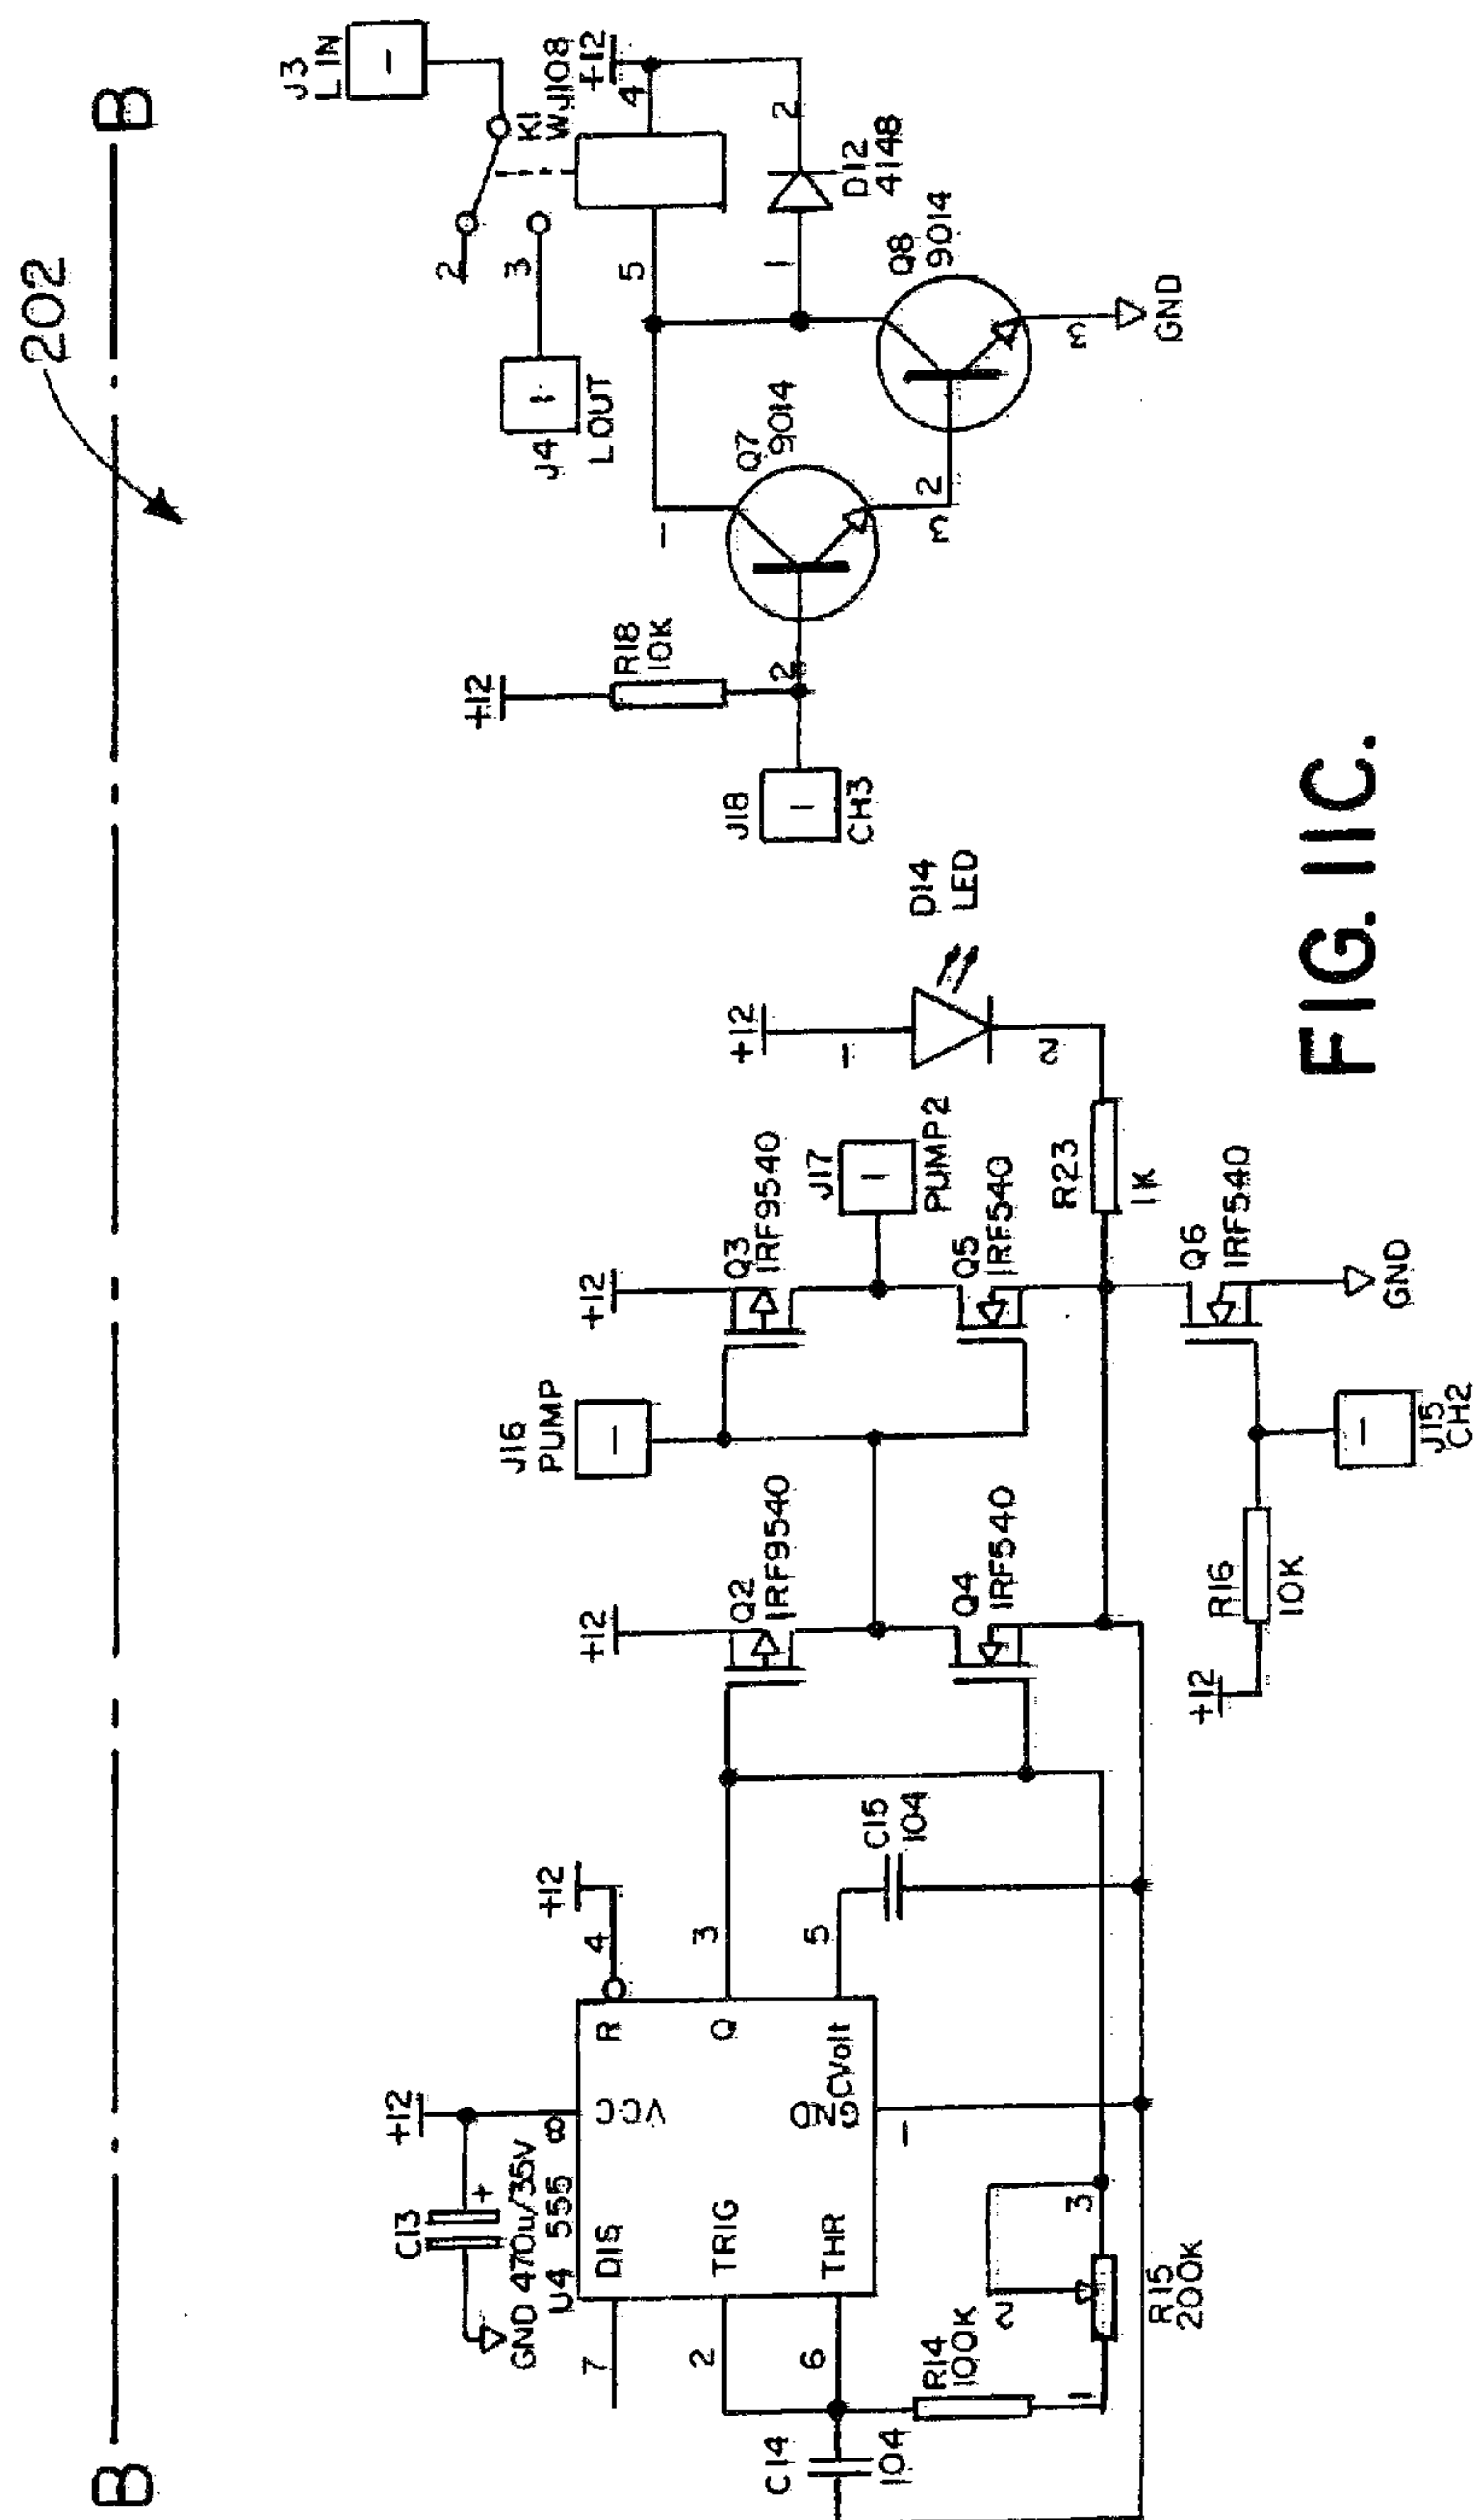 202
B
B
+12
C13
+
GND
470u/35V
U4 555
8
7
DIS
VCC
R
4
+12
2
TRIG
Q
3
6
THR
GND
CVolt
5
1
C14
104
R14
100K
1
2
3
R15
200K
C15
104
+12
Q2
IRF9540
Q4
IRF540
J16
PUMP
1
+12
Q3
IRF9540
J17
1
PUMP2
Q5
IRF540
+12
1
D14
LED
2
R23
1K
Q6
IRF540
GND
+12
R16
10K
1
J15
CH2
J18
1
CH3
+12
R18
10K
2
1
Q7
9014
3
2
Q8
9014
3
GND
J4
1
L OUT
2
3
5
1
J3
L IN
1
K1
WJ108
+12
4
2
D12
4148
FIG. 11C.